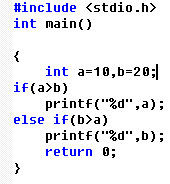 #include <stdio.h>
int main()
{
int a=10,b=20;
if(a>b)
printf("%d",a);
else if(b>a)
printf("%d",b);
return 0;
}